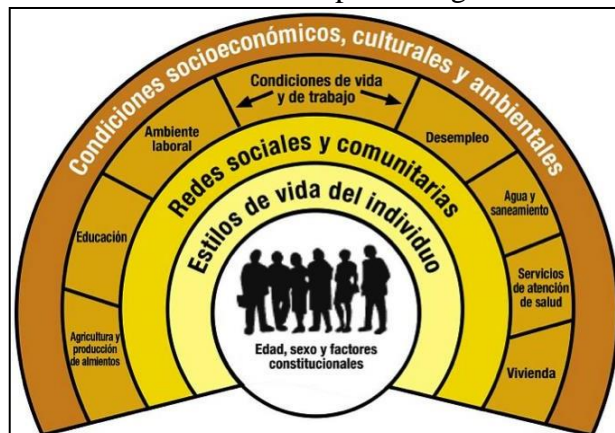 Condiciones socioeconómicos, culturales y ambientales
Condiciones de vida
y de trabajo
Ambiente
laboral
Desempleo
Redes sociales y comunitarias
Educación
Agua y
saneamiento
Estilos de vida del individuo
Agricultura y
producción
de almientos
Servicios
de atención
de salud
Edad, sexo y factores
constitucionales
Vivienda